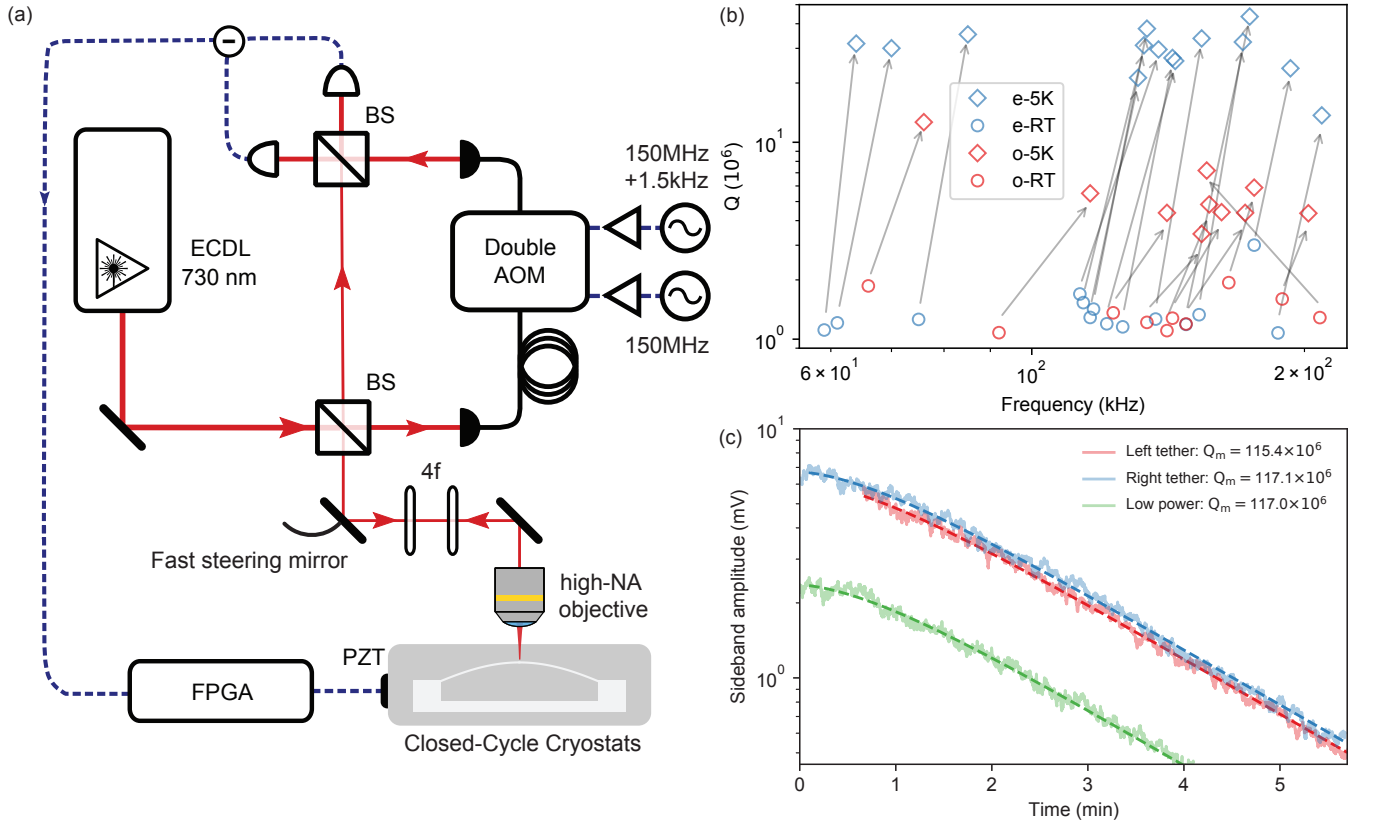 (a)
−
BS
150MHz
+1.5kHz
ECDL
730 nm
Double
AOM
150MHz
BS
4f
Fast steering mirror
high-NA
objective
PZT
FPGA
Closed-Cycle Cryostats
(b)
10¹
10⁰
Q (10⁶)
e-5K
e-RT
o-5K
o-RT
6 × 10¹
10²
2 × 10²
Frequency (kHz)
(c)
10¹
10⁰
Sideband amplitude (mV)
Left tether: Qₘ = 115.4×10⁶
Right tether: Qₘ = 117.1×10⁶
Low power: Qₘ = 117.0×10⁶
0 1 2 3 4 5
Time (min)